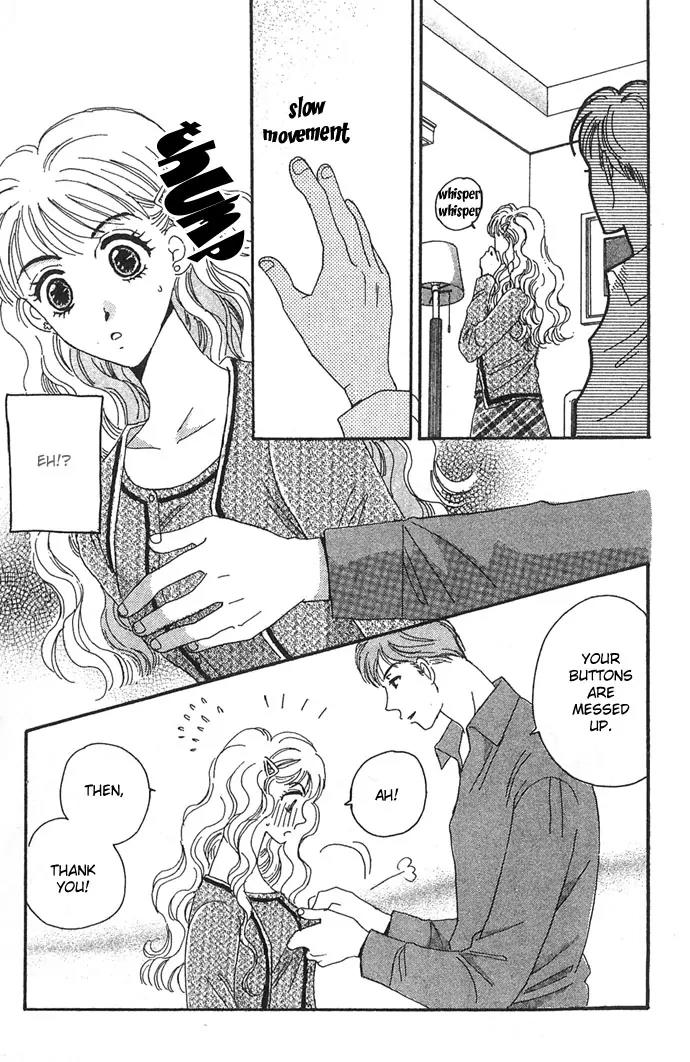 whisper
whisper
slow
movement
thump
EH!?
YOUR
BUTTONS
ARE
MESSED
UP.
AH!
THEN,
THANK
YOU!